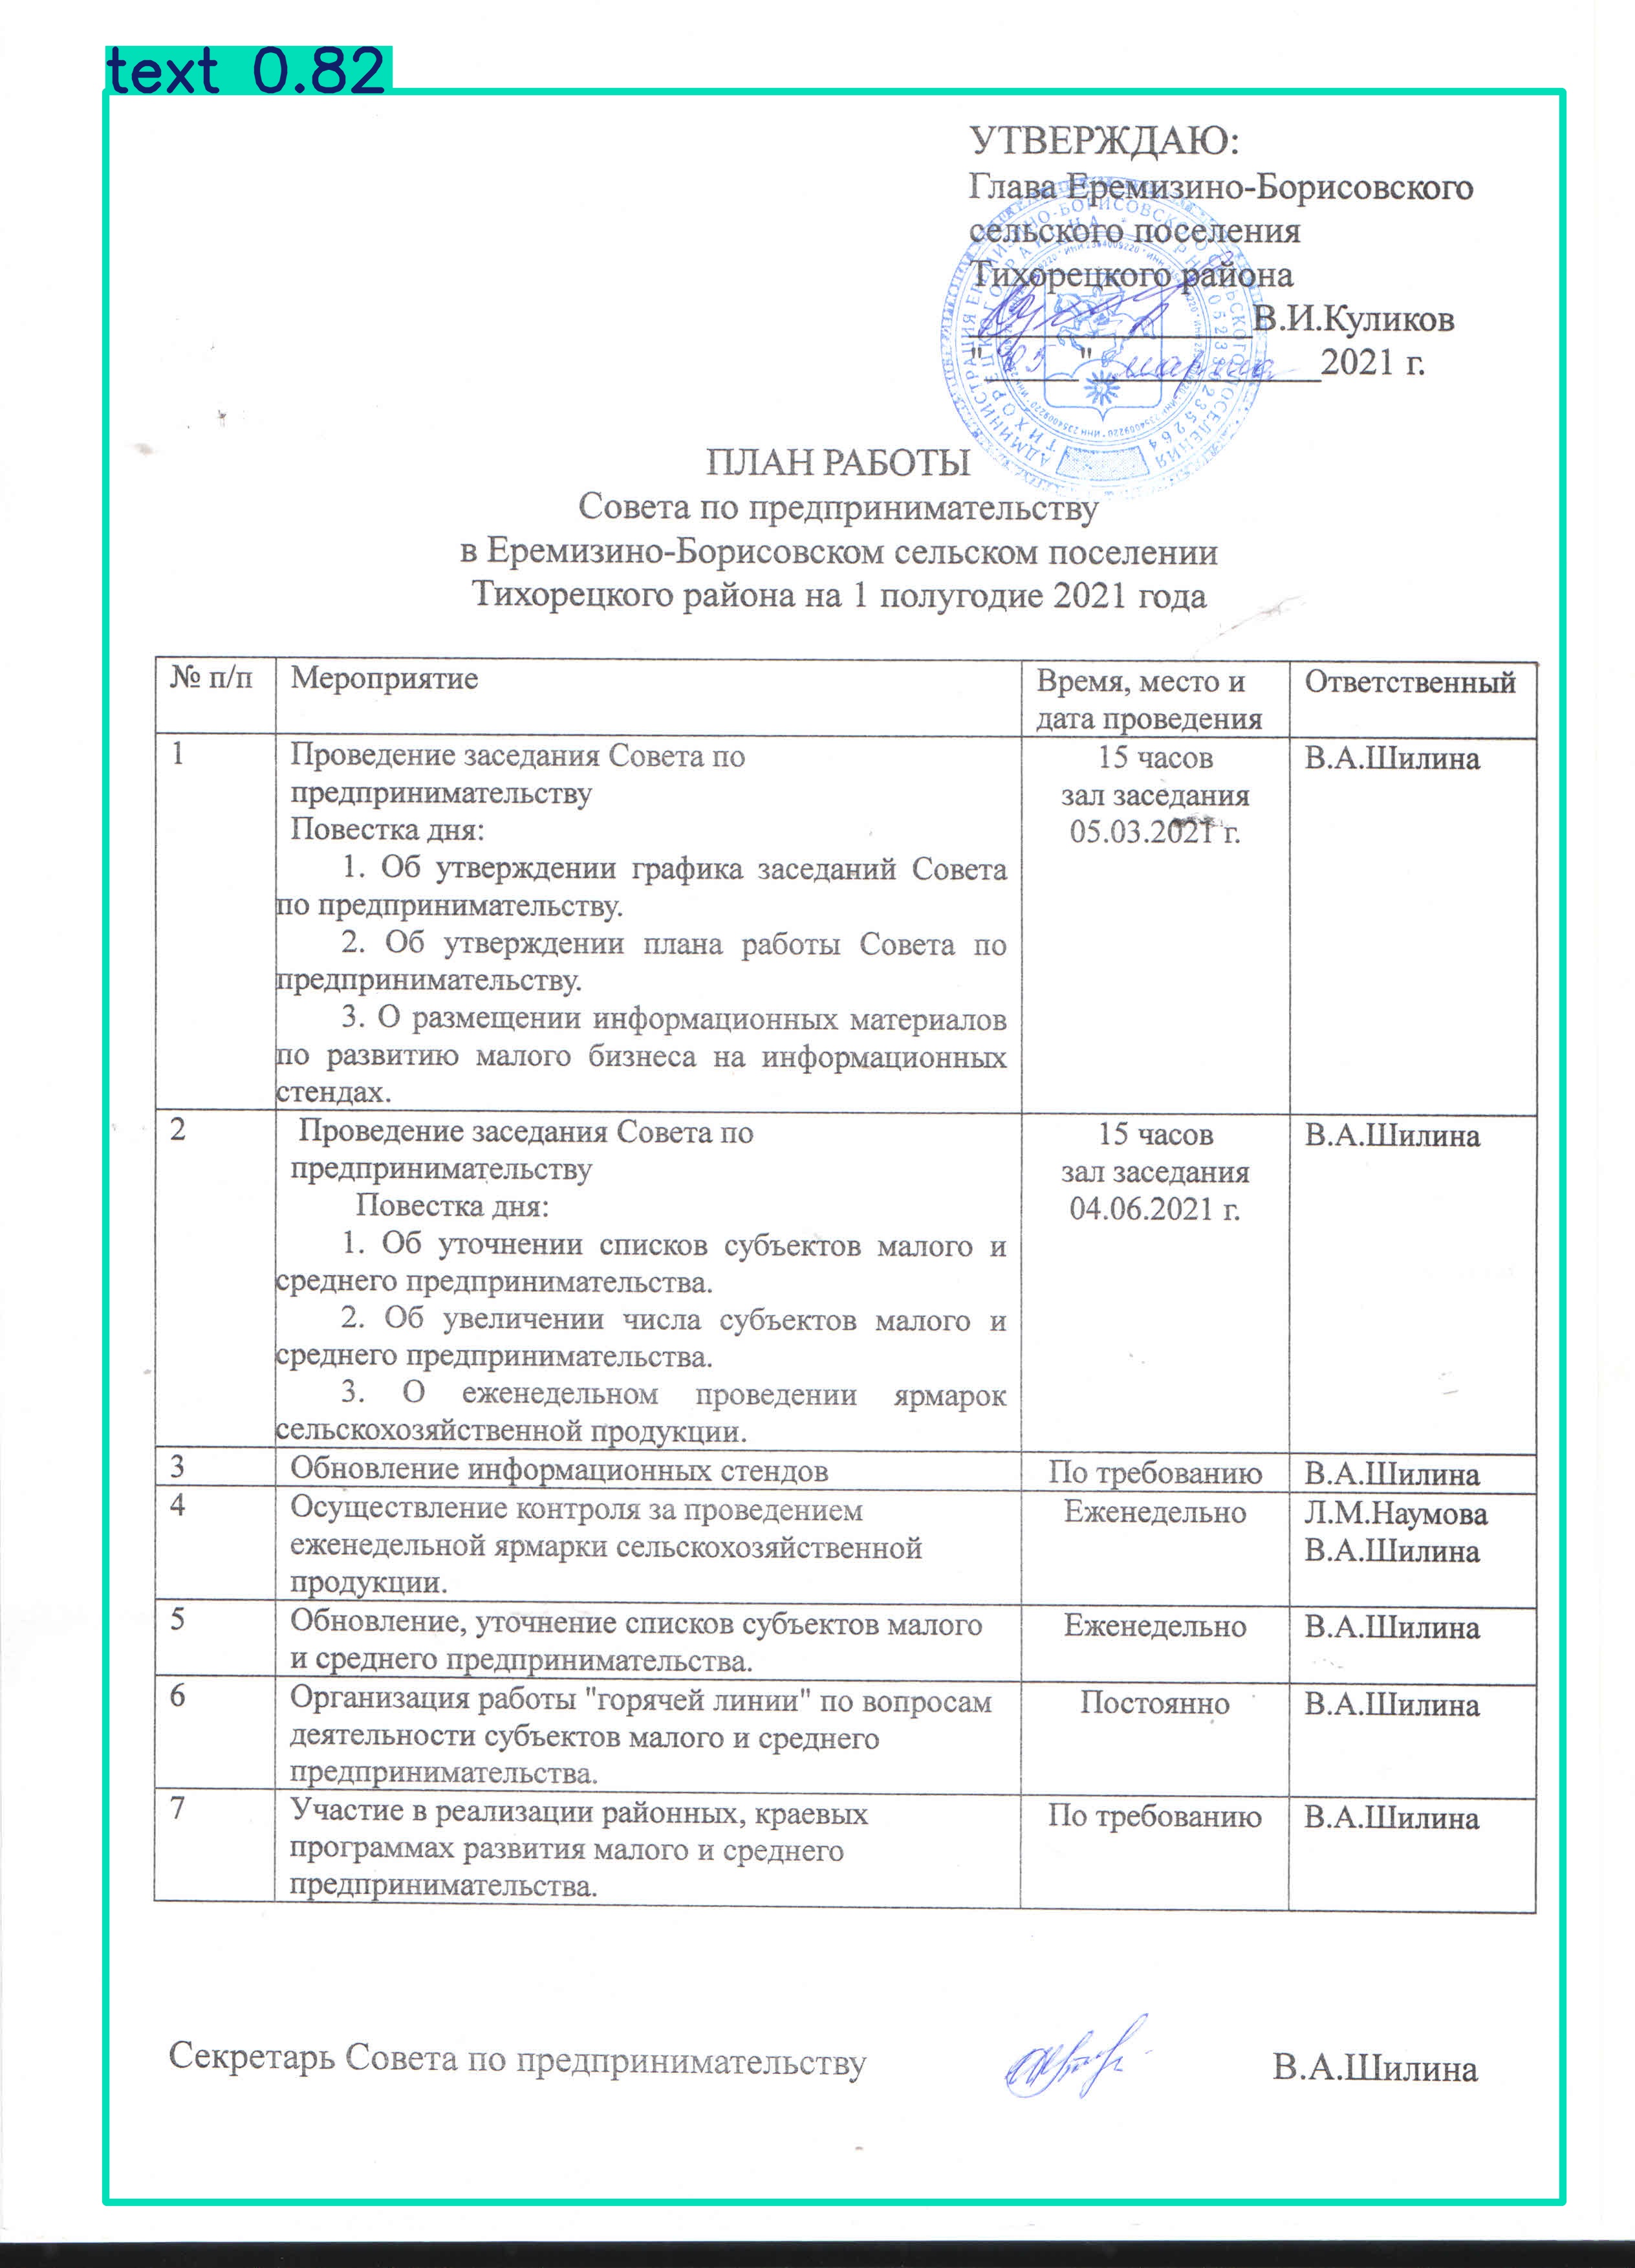 text 0.82
УТВЕРЖДАЮ:
Глава Еремизино-Борисовского
сельского поселения
Тихорецкого района
В.И.Куликов
"03" марта 2021 г.
ПЛАН РАБОТЫ
Совета по предпринимательству
в Еремизино-Борисовском сельском поселении
Тихорецкого района на 1 полугодие 2021 года
№ п/п Мероприятие Время, место и Ответственный
дата проведения
1 Проведение заседания Совета по 15 часов В.А.Шилина
предпринимательству зал заседания
Повестка дня: 05.03.2021 г.
1. Об утверждении графика заседаний Совета
по предпринимательству.
2. Об утверждении плана работы Совета по
предпринимательству.
3. О размещении информационных материалов
по развитию малого бизнеса на информационных
стендах.
2 Проведение заседания Совета по 15 часов В.А.Шилина
предпринимательству зал заседания
Повестка дня: 04.06.2021 г.
1. Об уточнении списков субъектов малого и
среднего предпринимательства.
2. Об увеличении числа субъектов малого и
среднего предпринимательства.
3. О еженедельном проведении ярмарок
сельскохозяйственной продукции.
3 Обновление информационных стендов По требованию В.А.Шилина
4 Осуществление контроля за проведением Еженедельно Л.М.Наумова
еженедельной ярмарки сельскохозяйственной В.А.Шилина
продукции.
5 Обновление, уточнение списков субъектов малого Еженедельно В.А.Шилина
и среднего предпринимательства.
6 Организация работы "горячей линии" по вопросам Постоянно В.А.Шилина
деятельности субъектов малого и среднего
предпринимательства.
7 Участие в реализации районных, краевых По требованию В.А.Шилина
программах развития малого и среднего
предпринимательства.
Секретарь Совета по предпринимательству В.А.Шилина